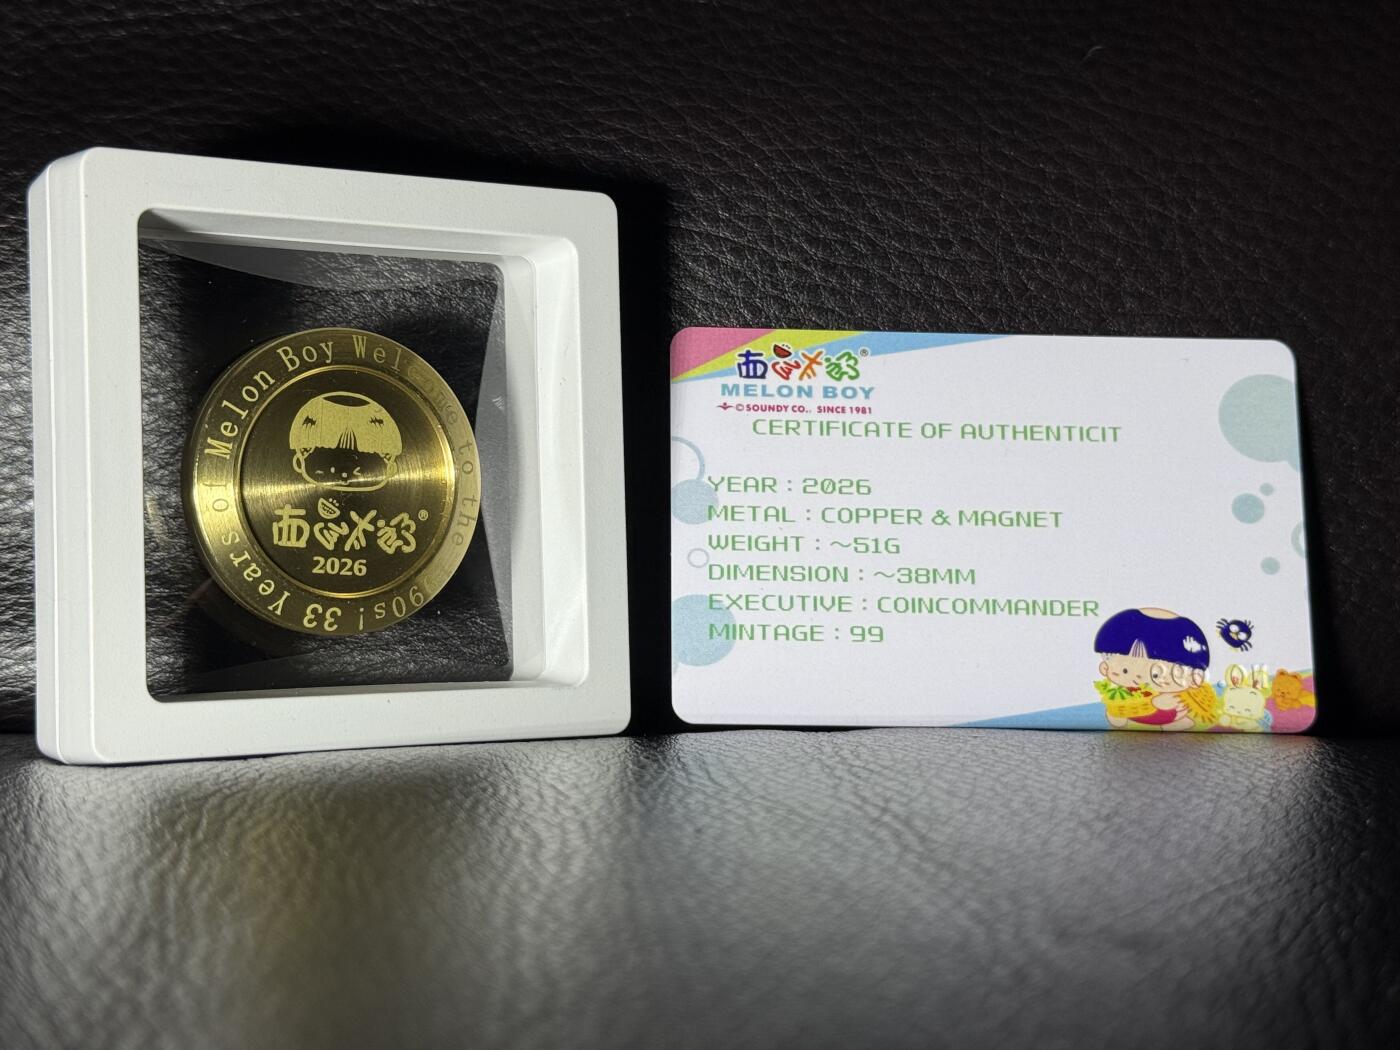 33 Years of Melon Boy Welcome to the 90s!
西瓜太郎®
2026
西瓜太郎®
MELON BOY
©SOUNDY CO., SINCE 1981
CERTIFICATE OF AUTHENTICIT
YEAR : 2026
METAL : COPPER & MAGNET
WEIGHT : ~51G
DIMENSION : ~38MM
EXECUTIVE : COINCOMMANDER
MINTAGE : 99